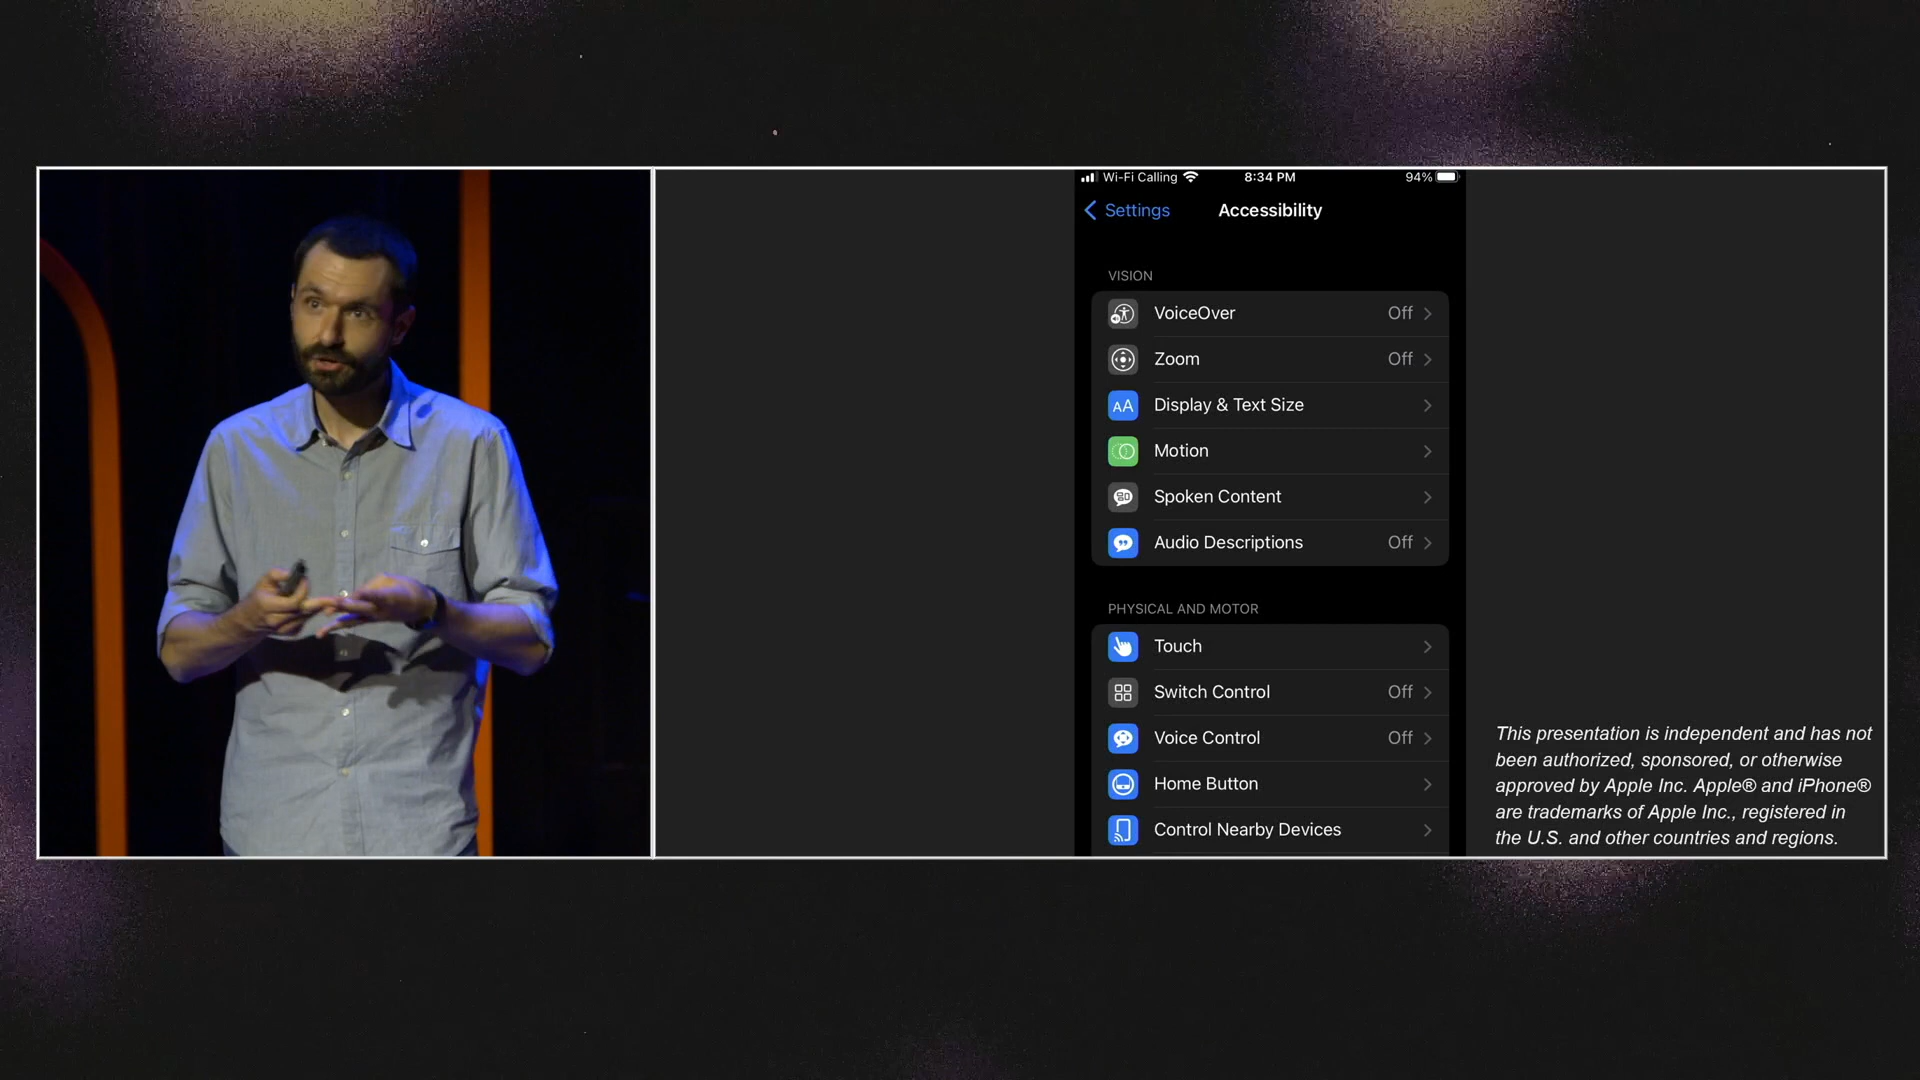 Wi-Fi Calling 8:34 PM 94%
Settings Accessibility
VISION
VoiceOver Off
Zoom Off
AA Display & Text Size
Motion
Spoken Content
Audio Descriptions Off
PHYSICAL AND MOTOR
Touch
Switch Control Off
Voice Control Off
Home Button
Control Nearby Devices
This presentation is independent and has not
been authorized, sponsored, or otherwise
approved by Apple Inc. Apple® and iPhone®
are trademarks of Apple Inc., registered in
the U.S. and other countries and regions.